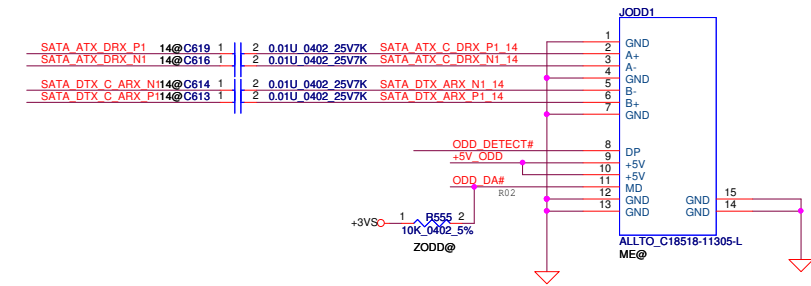 JODD1
1 GND
SATA_ATX_DRX_P1 14@C619 1 2 0.01U_0402_25V7K SATA_ATX_C_DRX_P1_14 2 A+
SATA_ATX_DRX_N1 14@C616 1 2 0.01U_0402_25V7K SATA_ATX_C_DRX_N1_14 3 A-
4 GND
SATA_DTX_C_ARX_N1 14@C614 1 2 0.01U_0402_25V7K SATA_DTX_ARX_N1_14 5 B-
SATA_DTX_C_ARX_P1 14@C613 1 2 0.01U_0402_25V7K SATA_DTX_ARX_P1_14 6 B+
7 GND
ODD_DETECT# 8 DP
+5V_ODD 9 +5V
10 +5V
ODD_DA# 11 MD
R02 12 GND GND 15
13 GND GND 14
+3VS 1 R555 2
10K_0402_5%
ZODD@
ALLTO_C18518-11305-L
ME@